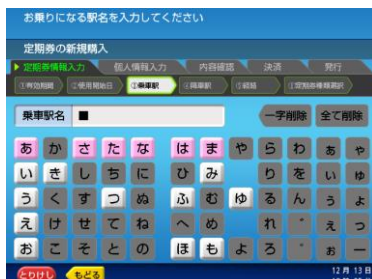 お乗りになる駅名を入力してください
定期券の新規購入
▶定期券情報入力 個人情報入力 内容確認 決済 発行
①有効期間 ②使用開始日 ③乗車駅 ④降車駅 ⑤経路 ⑥定期券種類選択
乗車駅名 ■ 一字削除 全て削除
あ か さ た な は ま や ら わ ぁ ゃ
い き し ち に ひ み り を ぃ ゅ
う く す つ ぬ ふ む ゆ る ん ぅ ょ
え け せ て ね へ め れ ゛ ぇ っ
お こ そ と の ほ も よ ろ ゜ ぉ ー
とりけし もどる 12月13日